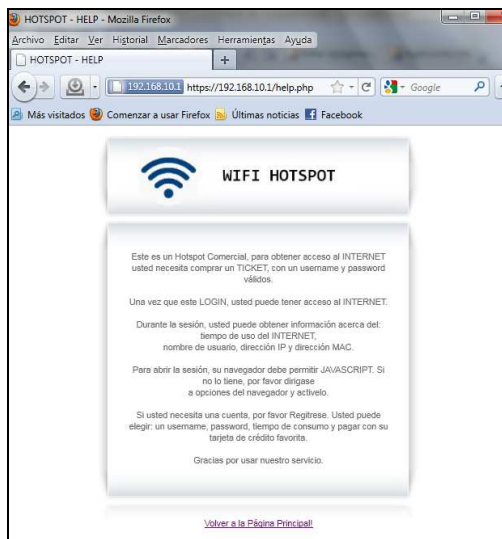 HOTSPOT - HELP - Mozilla Firefox
Archivo Editar Ver Historial Marcadores Herramientas Ayuda
HOTSPOT - HELP
192.168.10.1 https://192.168.10.1/help.php Google
Más visitados Comenzar a usar Firefox Últimas noticias Facebook
WIFI HOTSPOT
Este es un Hotspot Comercial, para obtener acceso al INTERNET
usted necesita comprar un TICKET, con un username y password
válidos.
Una vez que este LOGIN, usted puede tener acceso al INTERNET.
Durante la sesión, usted puede obtener información acerca del:
tiempo de uso del INTERNET,
nombre de usuario, dirección IP y dirección MAC.
Para abrir la sesión, su navegador debe permitir JAVASCRIPT. Si
no lo tiene, por favor dirigase
a opciones del navegador y activelo.
Si usted necesita una cuenta, por favor Regitrese. Usted puede
elegir: un username, password, tiempo de consumo y pagar con su
tarjeta de crédito favorita.
Gracias por usar nuestro servicio.
Volver a la Página Principal!